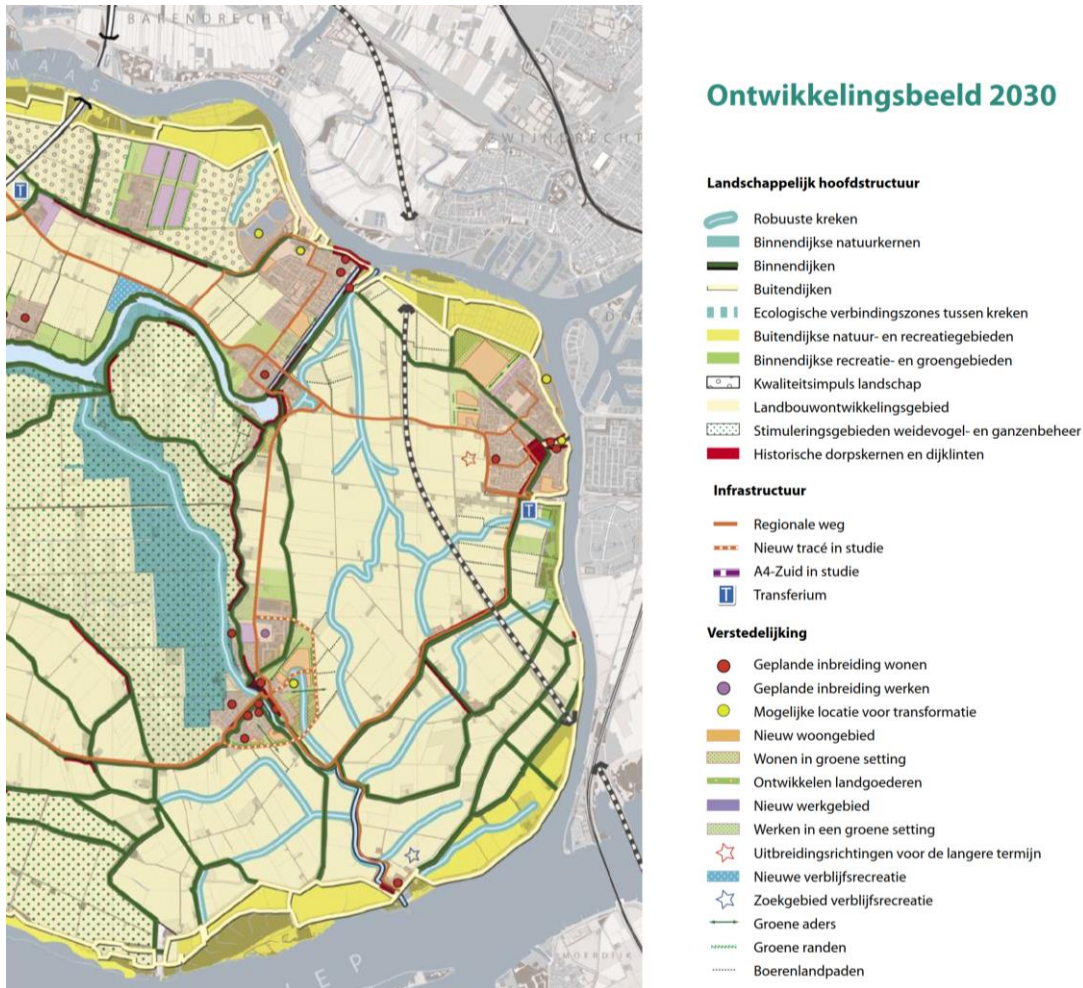 BARENDRECHT
MAAS
ZWIJNDRECHT
T
T
DO
MOERDIJK
IEP
Ontwikkelingsbeeld 2030
Landschappelijk hoofdstructuur
Robuuste kreken
Binnendijkse natuurkernen
Binnendijken
Buitendijken
Ecologische verbindingszones tussen kreken
Buitendijkse natuur- en recreatiegebieden
Binnendijkse recreatie- en groengebieden
Kwaliteitsimpuls landschap
Landbouwontwikkelingsgebied
Stimuleringsgebieden weidevogel- en ganzenbeheer
Historische dorpskernen en dijklinten
Infrastructuur
Regionale weg
Nieuw tracé in studie
A4-Zuid in studie
T Transferium
Verstedelijking
Geplande inbreiding wonen
Geplande inbreiding werken
Mogelijke locatie voor transformatie
Nieuw woongebied
Wonen in groene setting
Ontwikkelen landgoederen
Nieuw werkgebied
Werken in een groene setting
Uitbreidingsrichtingen voor de langere termijn
Nieuwe verblijfsrecreatie
Zoekgebied verblijfsrecreatie
Groene aders
Groene randen
Boerenlandpaden